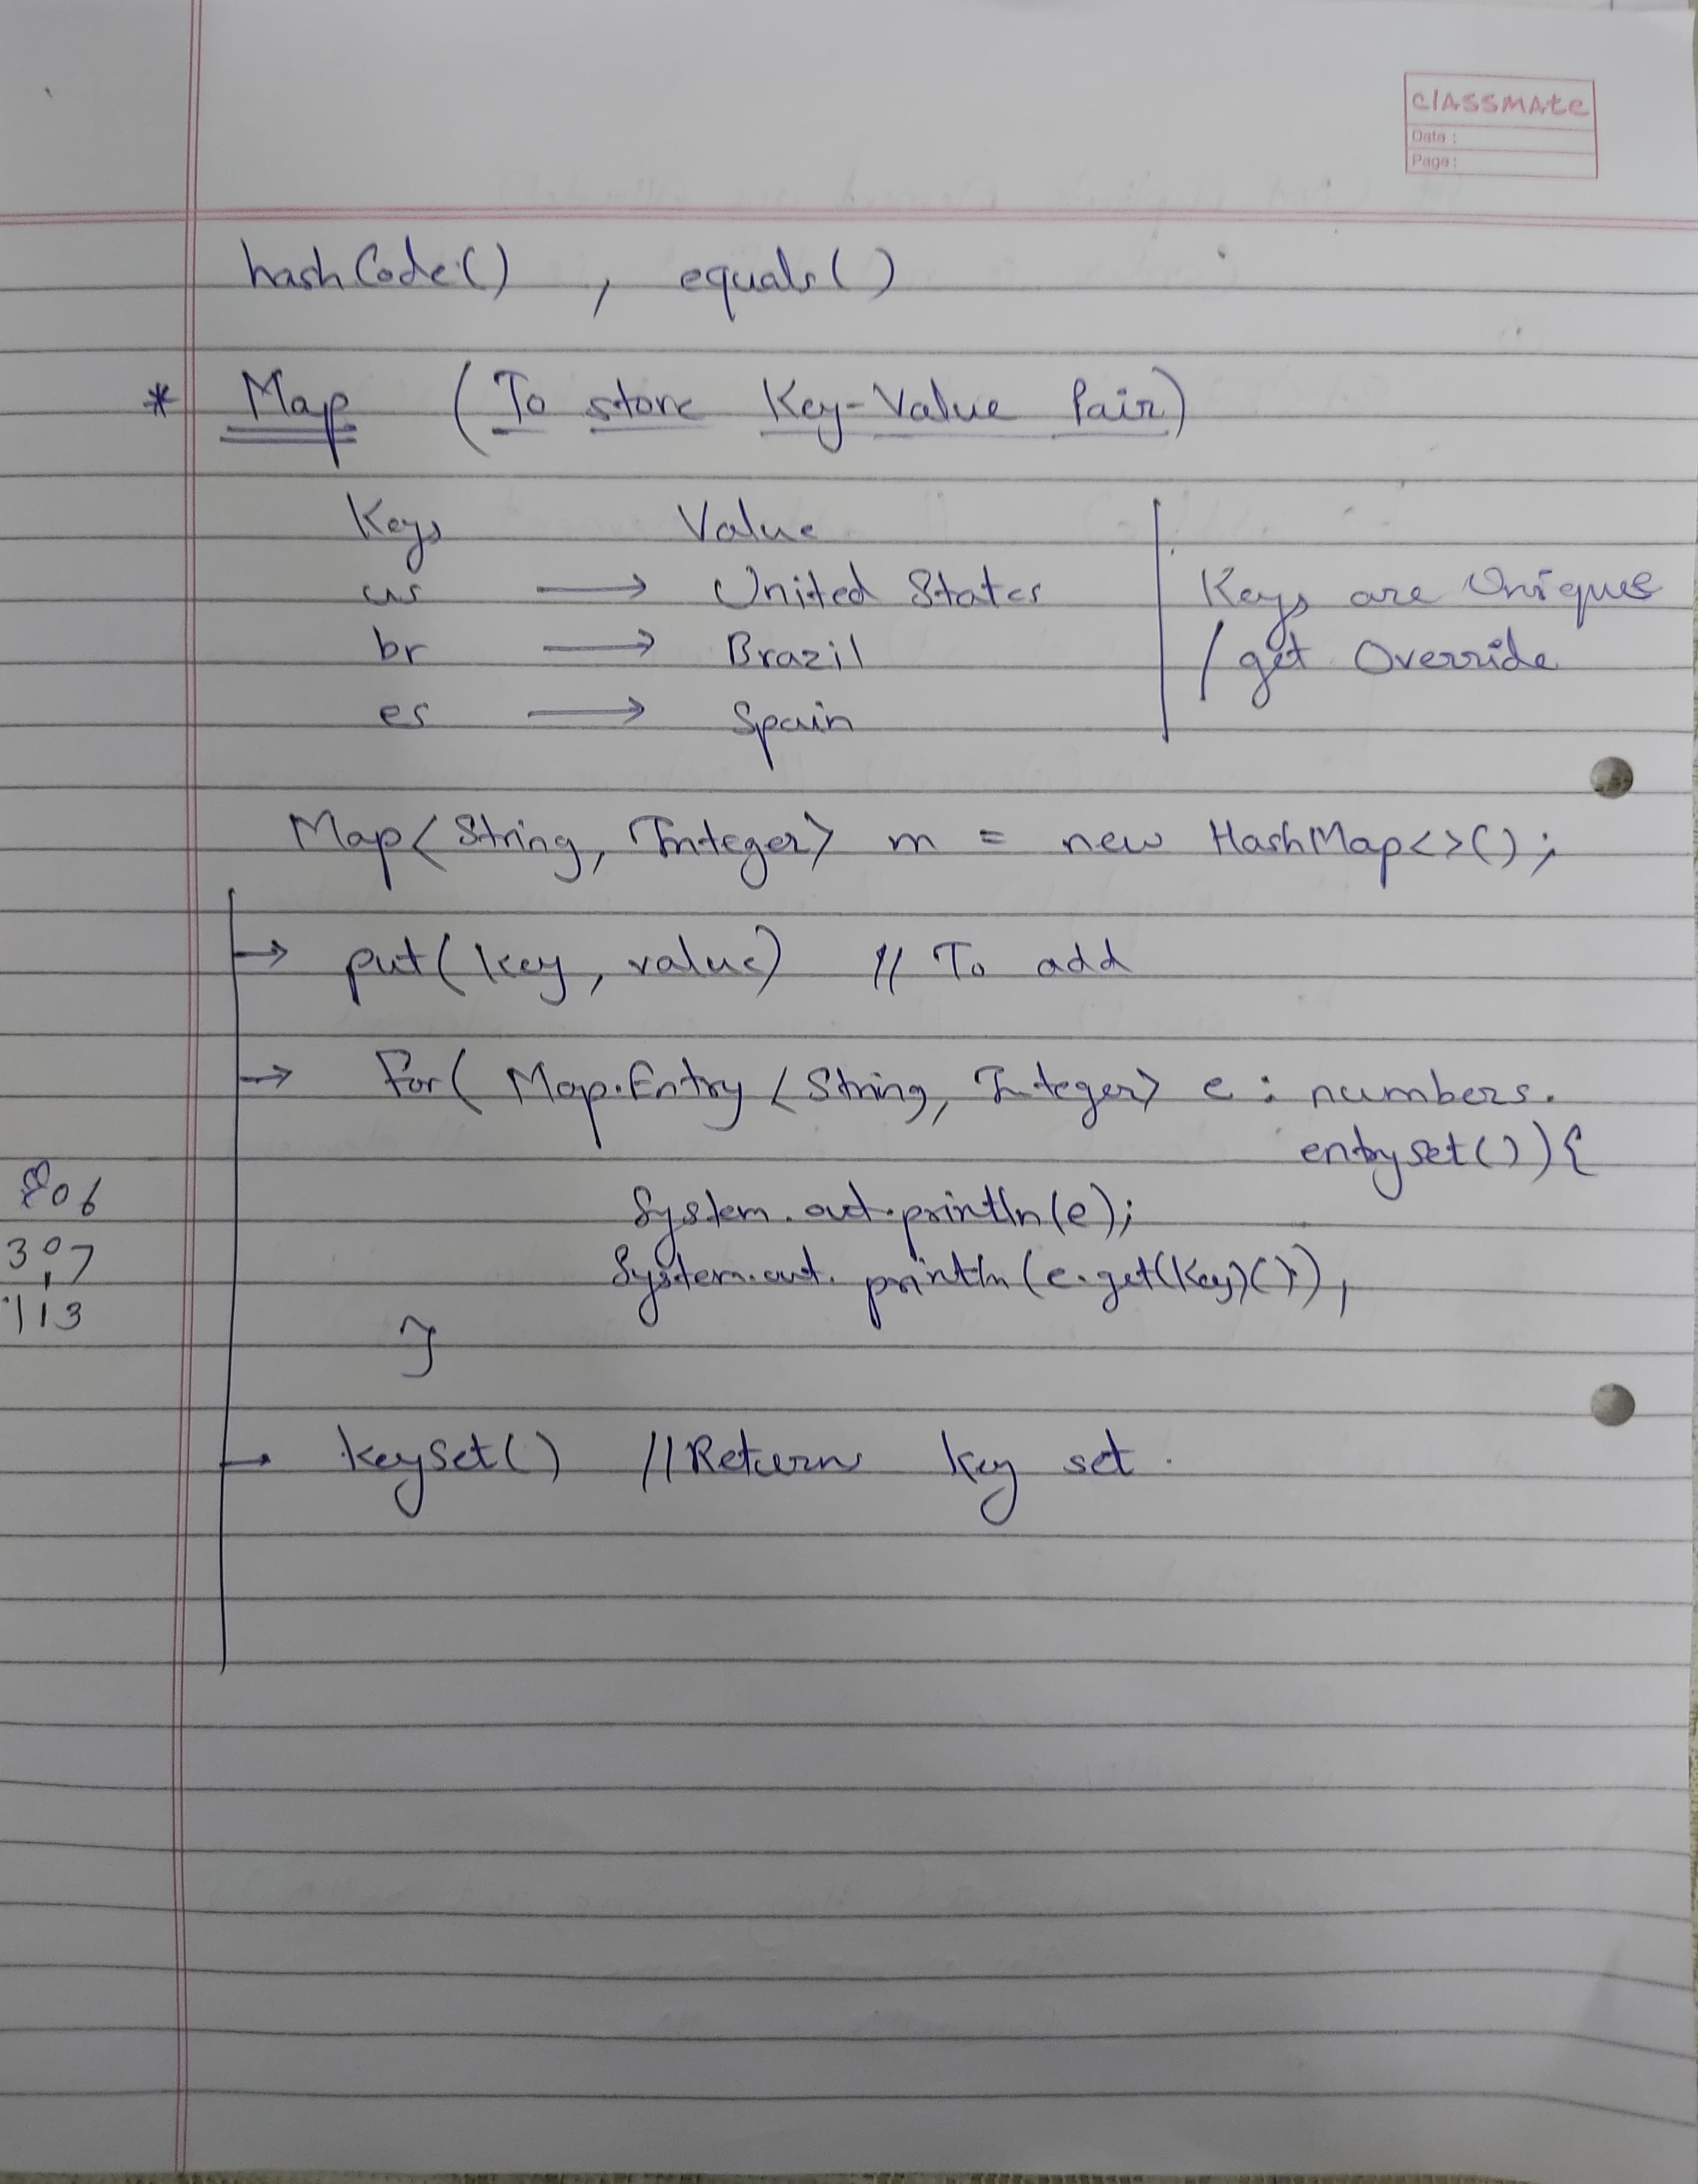 classmate
Date :
Page :
hashCode() , equals()
* Map (To store Key-Value Pair)
Keys Value
us → United States
br → Brazil
es → Spain
Keys are Uniques
/ get Override
Map<String, Integer> m = new HashMap<>();
→ put(key, value) // To add
→ For( Map.Entry <String, Integer> e : numbers.
entryset()){
System.out.println(e);
System.out.println(e.get(Key)());
}
→ keyset() //Return key set.
06
307
113